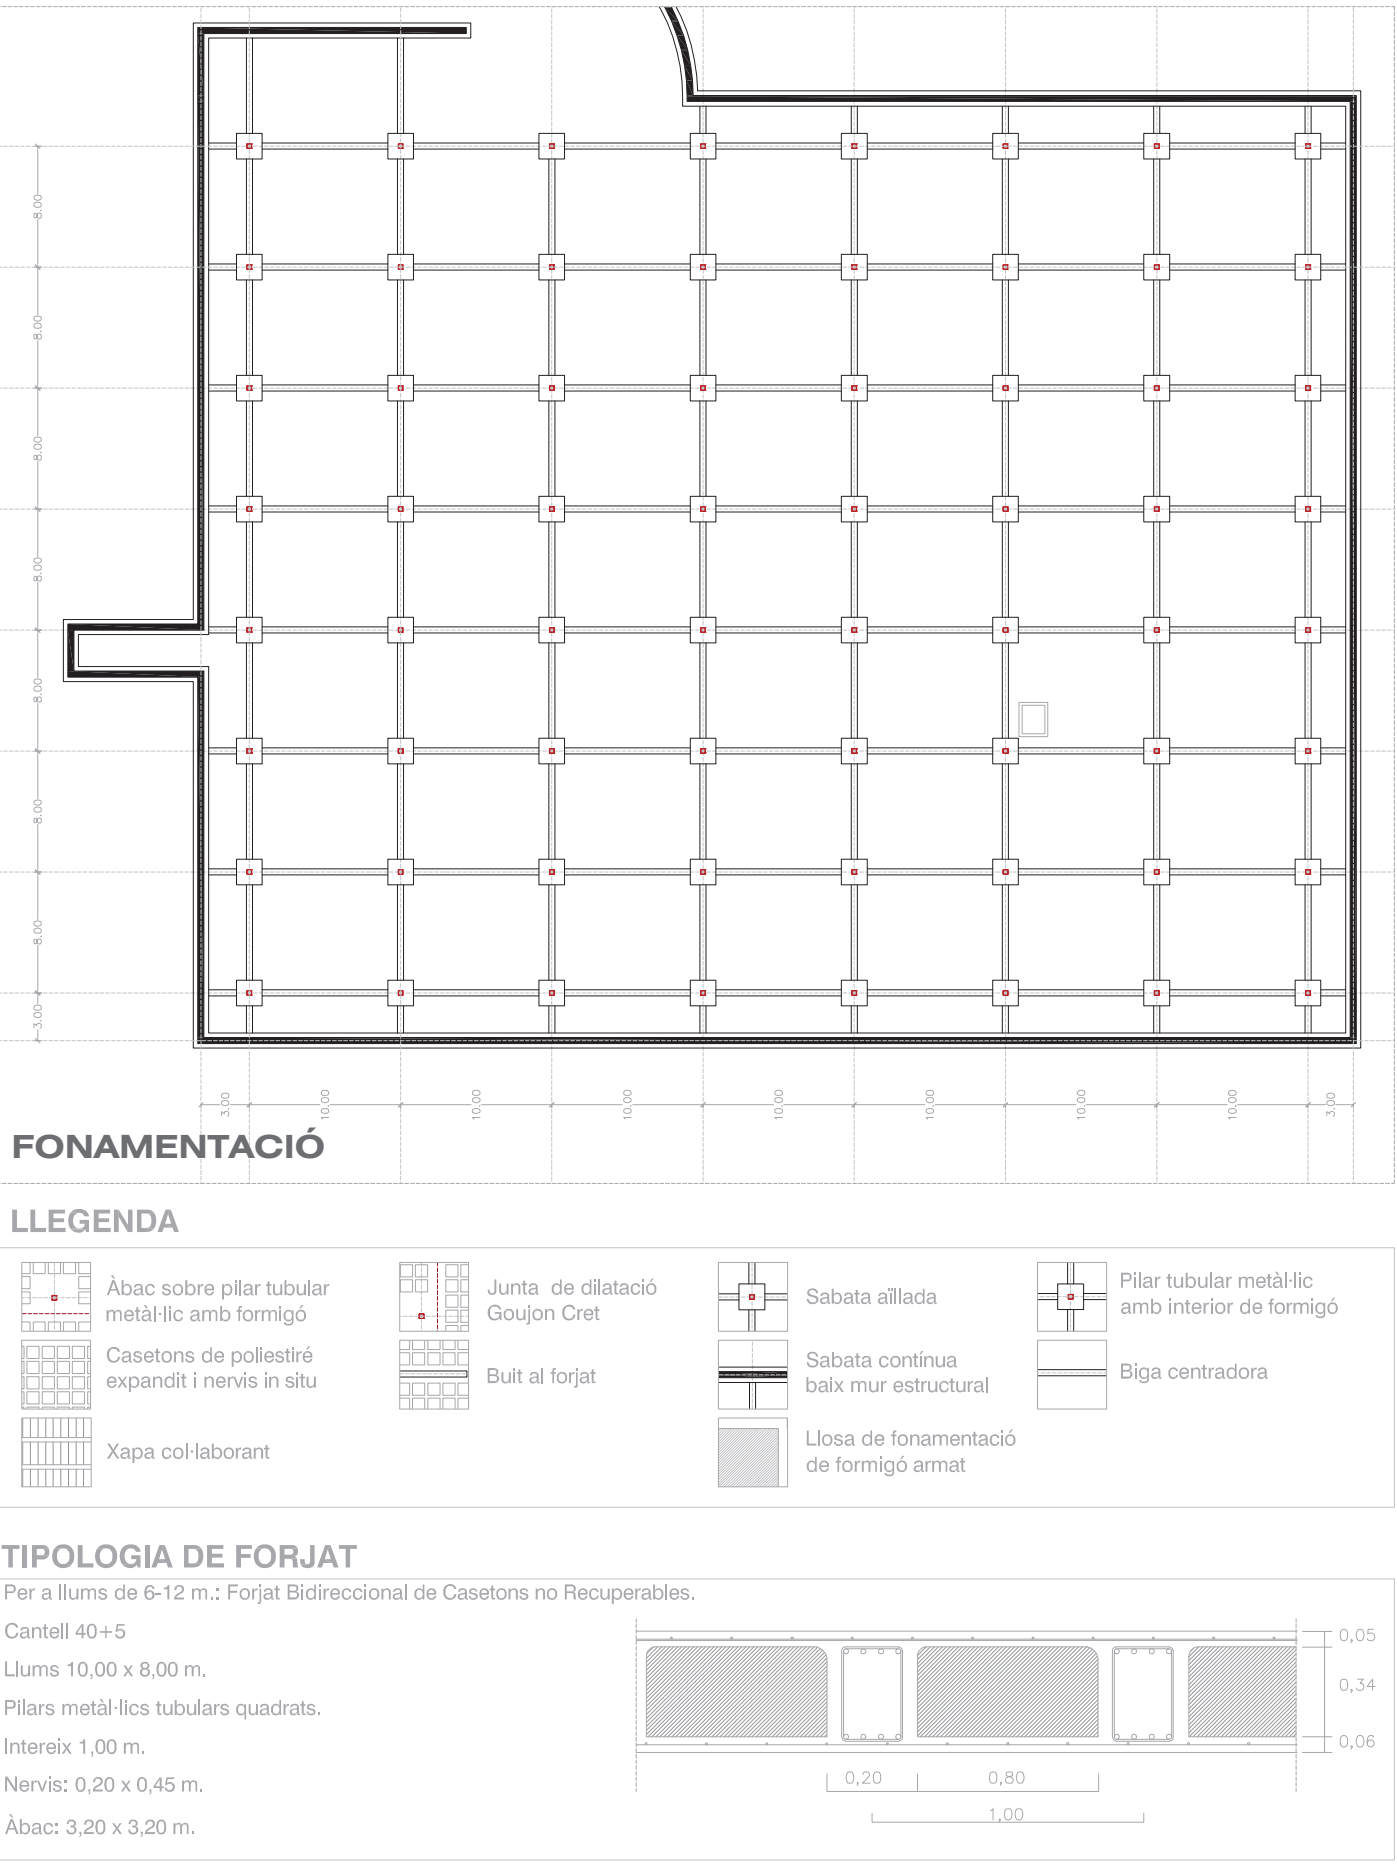 8.00
8.00
8.00
8.00
8.00
8.00
8.00
3.00
3.00
10.00
10.00
10.00
10.00
10.00
10.00
10.00
3.00
FONAMENTACIÓ
LLEGENDA
Àbac sobre pilar tubular
metàl·lic amb formigó
Junta de dilatació
Goujon Cret
Sabata aïllada
Pilar tubular metàl·lic
amb interior de formigó
Casetons de poliestiré
expandit i nervis in situ
Buit al forjat
Sabata contínua
baix mur estructural
Biga centradora
Xapa col·laborant
Llosa de fonamentació
de formigó armat
TIPOLOGIA DE FORJAT
Per a llums de 6-12 m.: Forjat Bidireccional de Casetons no Recuperables.
Cantell 40+5
Llums 10,00 x 8,00 m.
Pilars metàl·lics tubulars quadrats.
Intereix 1,00 m.
Nervis: 0,20 x 0,45 m.
Àbac: 3,20 x 3,20 m.
0,05
0,34
0,06
0,20
0,80
1,00